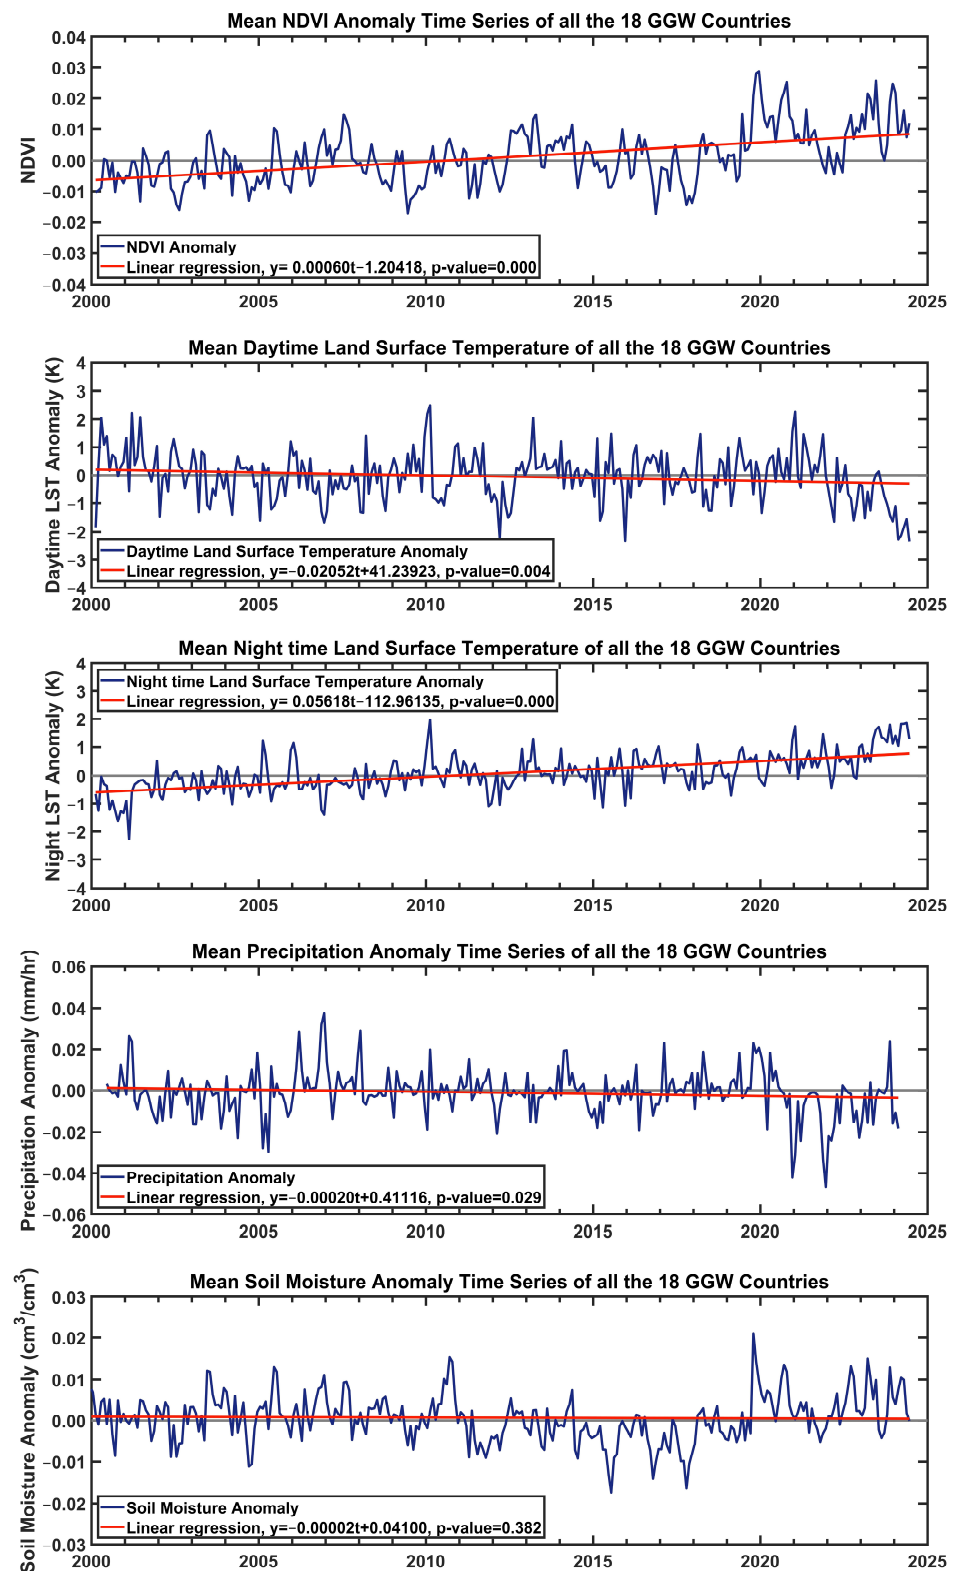 Mean NDVI Anomaly Time Series of all the 18 GGW Countries
NDVI
0.04
0.03
0.02
0.01
0.00
−0.01
−0.02
−0.03
−0.04
NDVI Anomaly
Linear regression, y= 0.00060t−1.20418, p-value=0.000
2000 2005 2010 2015 2020 2025
Mean Daytime Land Surface Temperature of all the 18 GGW Countries
Daytime LST Anomaly (K)
4
3
2
1
0
−1
−2
−3
−4
Daytime Land Surface Temperature Anomaly
Linear regression, y=−0.02052t+41.23923, p-value=0.004
2000 2005 2010 2015 2020 2025
Mean Night time Land Surface Temperature of all the 18 GGW Countries
Night LST Anomaly (K)
4
3
2
1
0
−1
−2
−3
−4
Night time Land Surface Temperature Anomaly
Linear regression, y= 0.05618t−112.96135, p-value=0.000
2000 2005 2010 2015 2020 2025
Mean Precipitation Anomaly Time Series of all the 18 GGW Countries
Precipitation Anomaly (mm/hr)
0.06
0.04
0.02
0.00
−0.02
−0.04
−0.06
Precipitation Anomaly
Linear regression, y=−0.00020t+0.41116, p-value=0.029
2000 2005 2010 2015 2020 2025
Mean Soil Moisture Anomaly Time Series of all the 18 GGW Countries
Soil Moisture Anomaly (cm³/cm³)
0.03
0.02
0.01
0.00
−0.01
−0.02
−0.03
Soil Moisture Anomaly
Linear regression, y=−0.00002t+0.04100, p-value=0.382
2000 2005 2010 2015 2020 2025